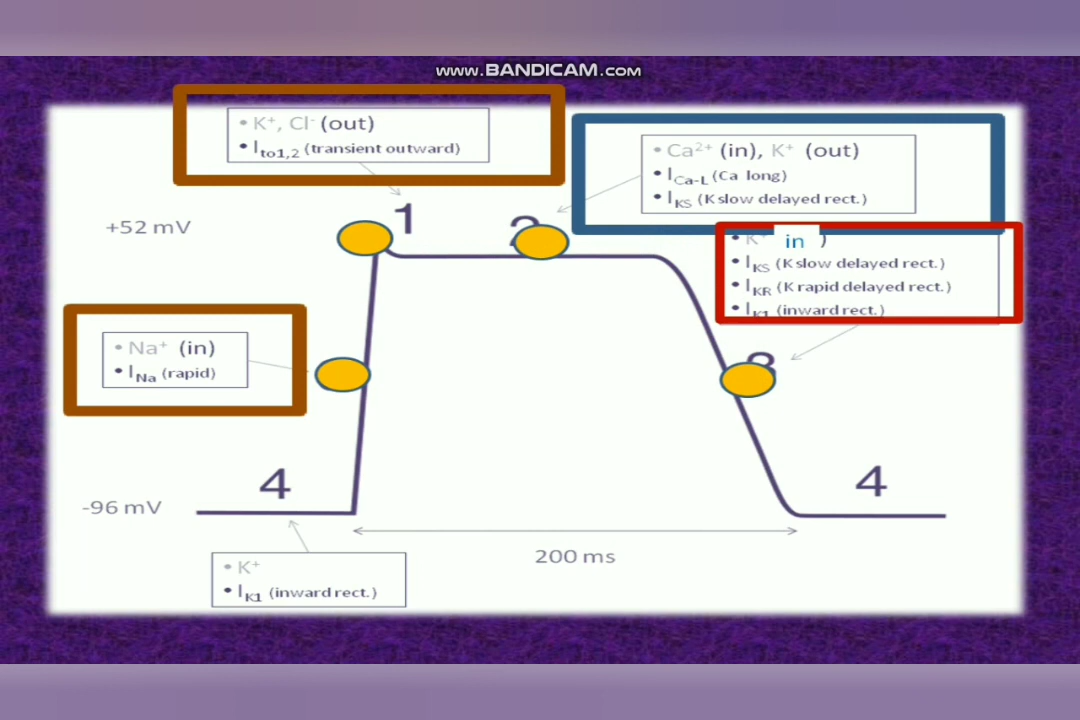 www.BANDICAM.com
• K⁺, Cl⁻ (out)
• Ito1,2 (transient outward)
• Ca²⁺ (in), K⁺ (out)
• ICa-L (Ca long)
• IKS (K slow delayed rect.)
+52 mV
1
2
• K⁺ in )
• IKS (K slow delayed rect.)
• IKR (K rapid delayed rect.)
• IK1 (inward rect.)
• Na⁺ (in)
• INa (rapid)
3
4
4
-96 mV
200 ms
• K⁺
• IK1 (inward rect.)